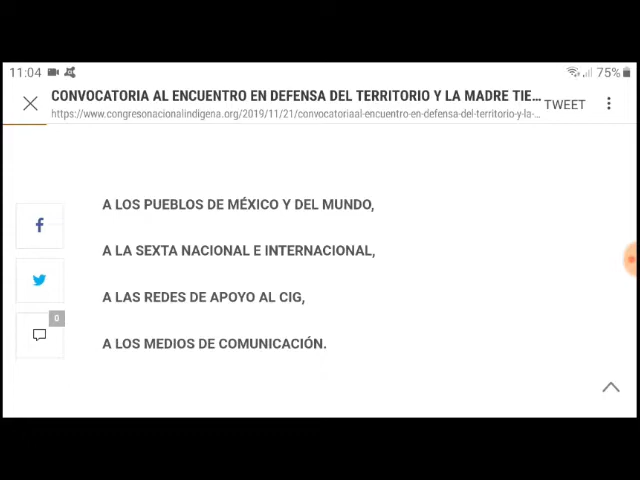 11:04 75%
CONVOCATORIA AL ENCUENTRO EN DEFENSA DEL TERRITORIO Y LA MADRE TIE... TWEET
https://www.congresonacionalindigena.org/2019/11/21/convocatoriaal-encuentro-en-defensa-del-territorio-y-la-...
A LOS PUEBLOS DE MÉXICO Y DEL MUNDO,
A LA SEXTA NACIONAL E INTERNACIONAL,
0
A LAS REDES DE APOYO AL CIG,
A LOS MEDIOS DE COMUNICACIÓN.